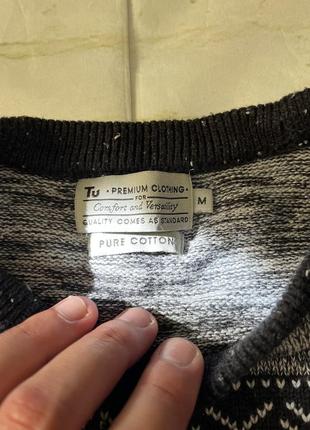 Tu • PREMIUM CLOTHING •
FOR
Comfort and Versatility
QUALITY COMES AS STANDARD
M
PURE COTTON